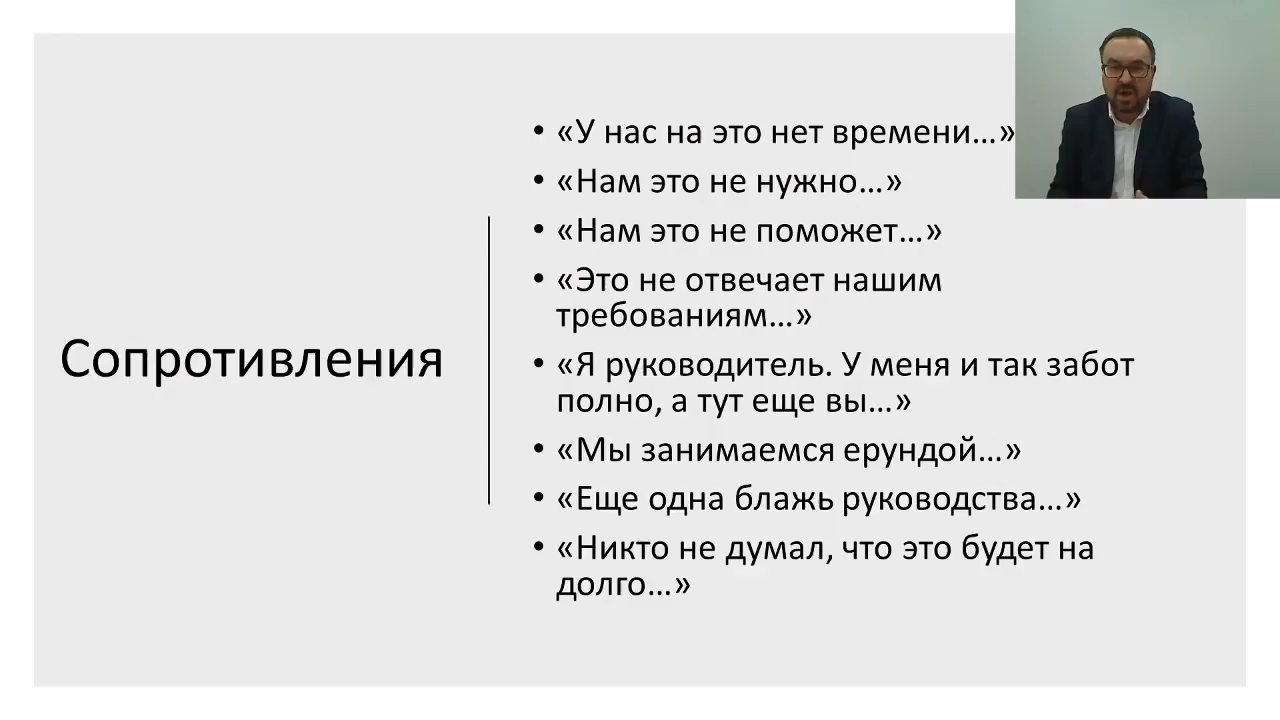 Сопротивления
• «У нас на это нет времени…»
• «Нам это не нужно…»
• «Нам это не поможет…»
• «Это не отвечает нашим
требованиям…»
• «Я руководитель. У меня и так забот
полно, а тут еще вы…»
• «Мы занимаемся ерундой…»
• «Еще одна блажь руководства…»
• «Никто не думал, что это будет на
долго…»